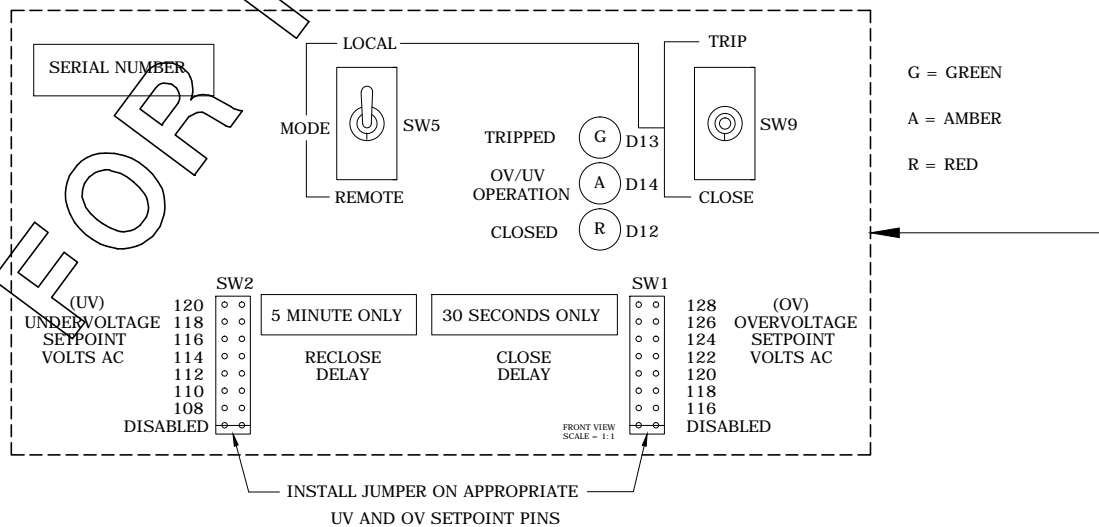 FOR
SERIAL NUMBER
LOCAL
MODE
SW5
REMOTE
TRIP
SW9
CLOSE
TRIPPED
G
D13
OV/UV
OPERATION
A
D14
CLOSED
R
D12
G = GREEN
A = AMBER
R = RED
SW2
(UV)
UNDERVOLTAGE
SETPOINT
VOLTS AC
120
118
116
114
112
110
108
DISABLED
5 MINUTE ONLY
RECLOSE
DELAY
30 SECONDS ONLY
CLOSE
DELAY
SW1
128
126
124
122
120
118
116
DISABLED
(OV)
OVERVOLTAGE
SETPOINT
VOLTS AC
FRONT VIEW
SCALE = 1:1
INSTALL JUMPER ON APPROPRIATE
UV AND OV SETPOINT PINS